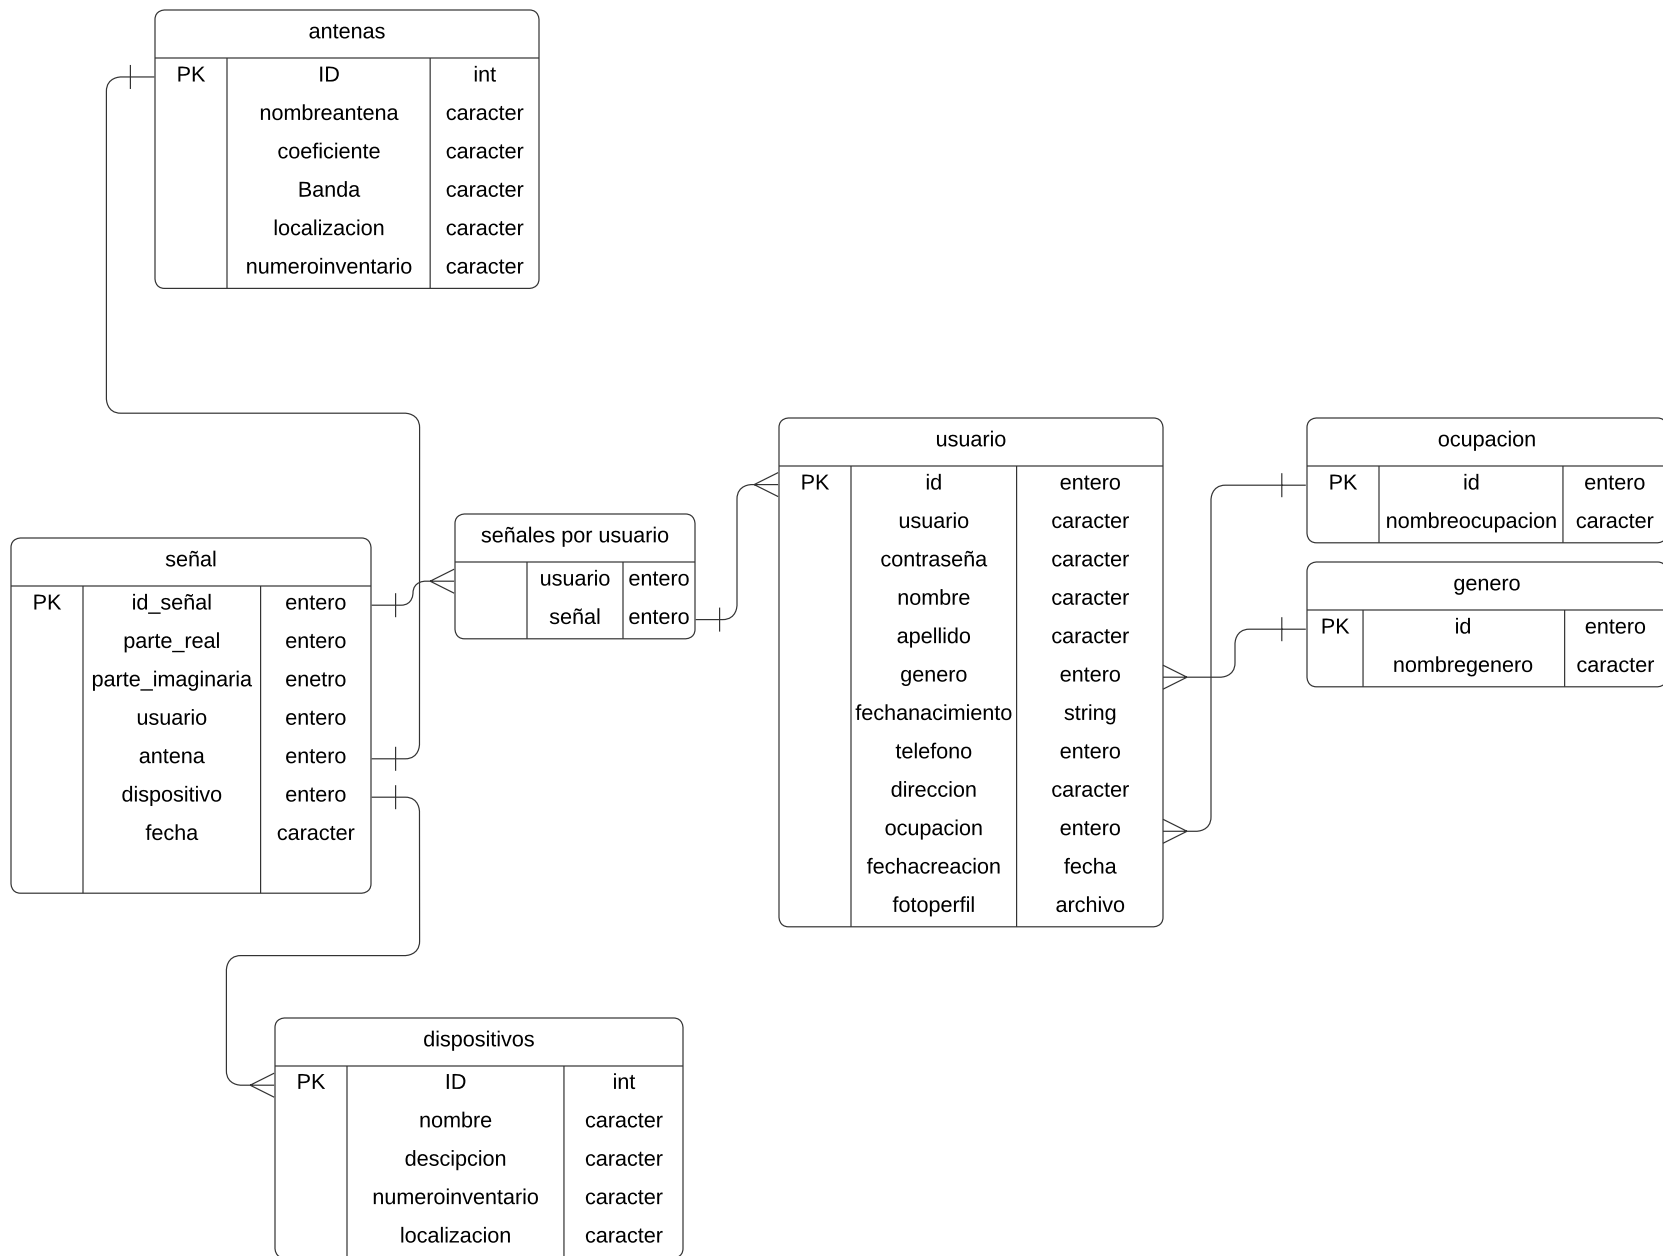 antenas
PK ID int
nombreantena caracter
coeficiente caracter
Banda caracter
localizacion caracter
numeroinventario caracter
señal
PK id_señal entero
parte_real entero
parte_imaginaria enetro
usuario entero
antena entero
dispositivo entero
fecha caracter
señales por usuario
usuario entero
señal entero
usuario
PK id entero
usuario caracter
contraseña caracter
nombre caracter
apellido caracter
genero entero
fechanacimiento string
telefono entero
direccion caracter
ocupacion entero
fechacreacion fecha
fotoperfil archivo
ocupacion
PK id entero
nombreocupacion caracter
genero
PK id entero
nombregenero caracter
dispositivos
PK ID int
nombre caracter
descipcion caracter
numeroinventario caracter
localizacion caracter